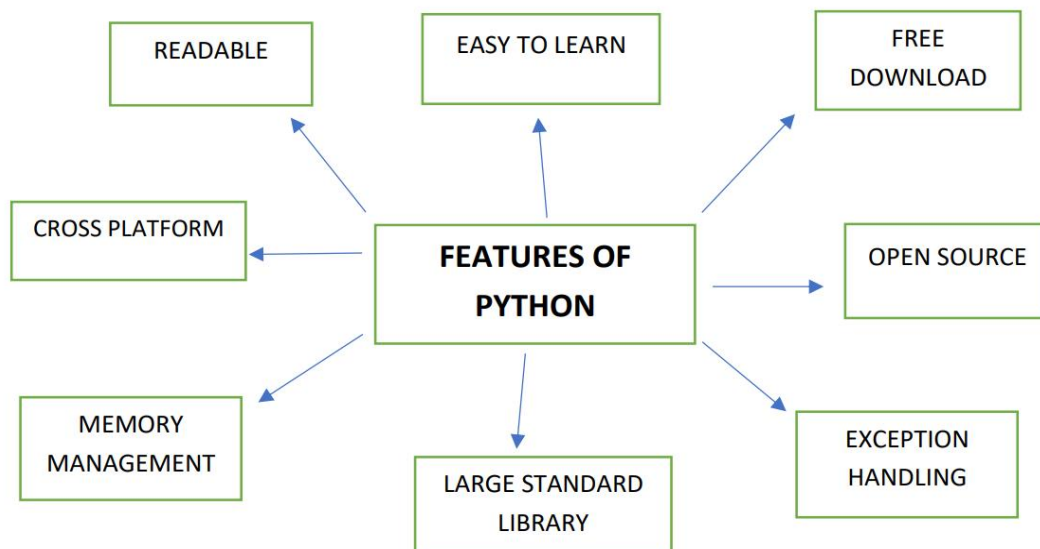 READABLE
EASY TO LEARN
FREE
DOWNLOAD
CROSS PLATFORM
FEATURES OF
PYTHON
OPEN SOURCE
MEMORY
MANAGEMENT
LARGE STANDARD
LIBRARY
EXCEPTION
HANDLING